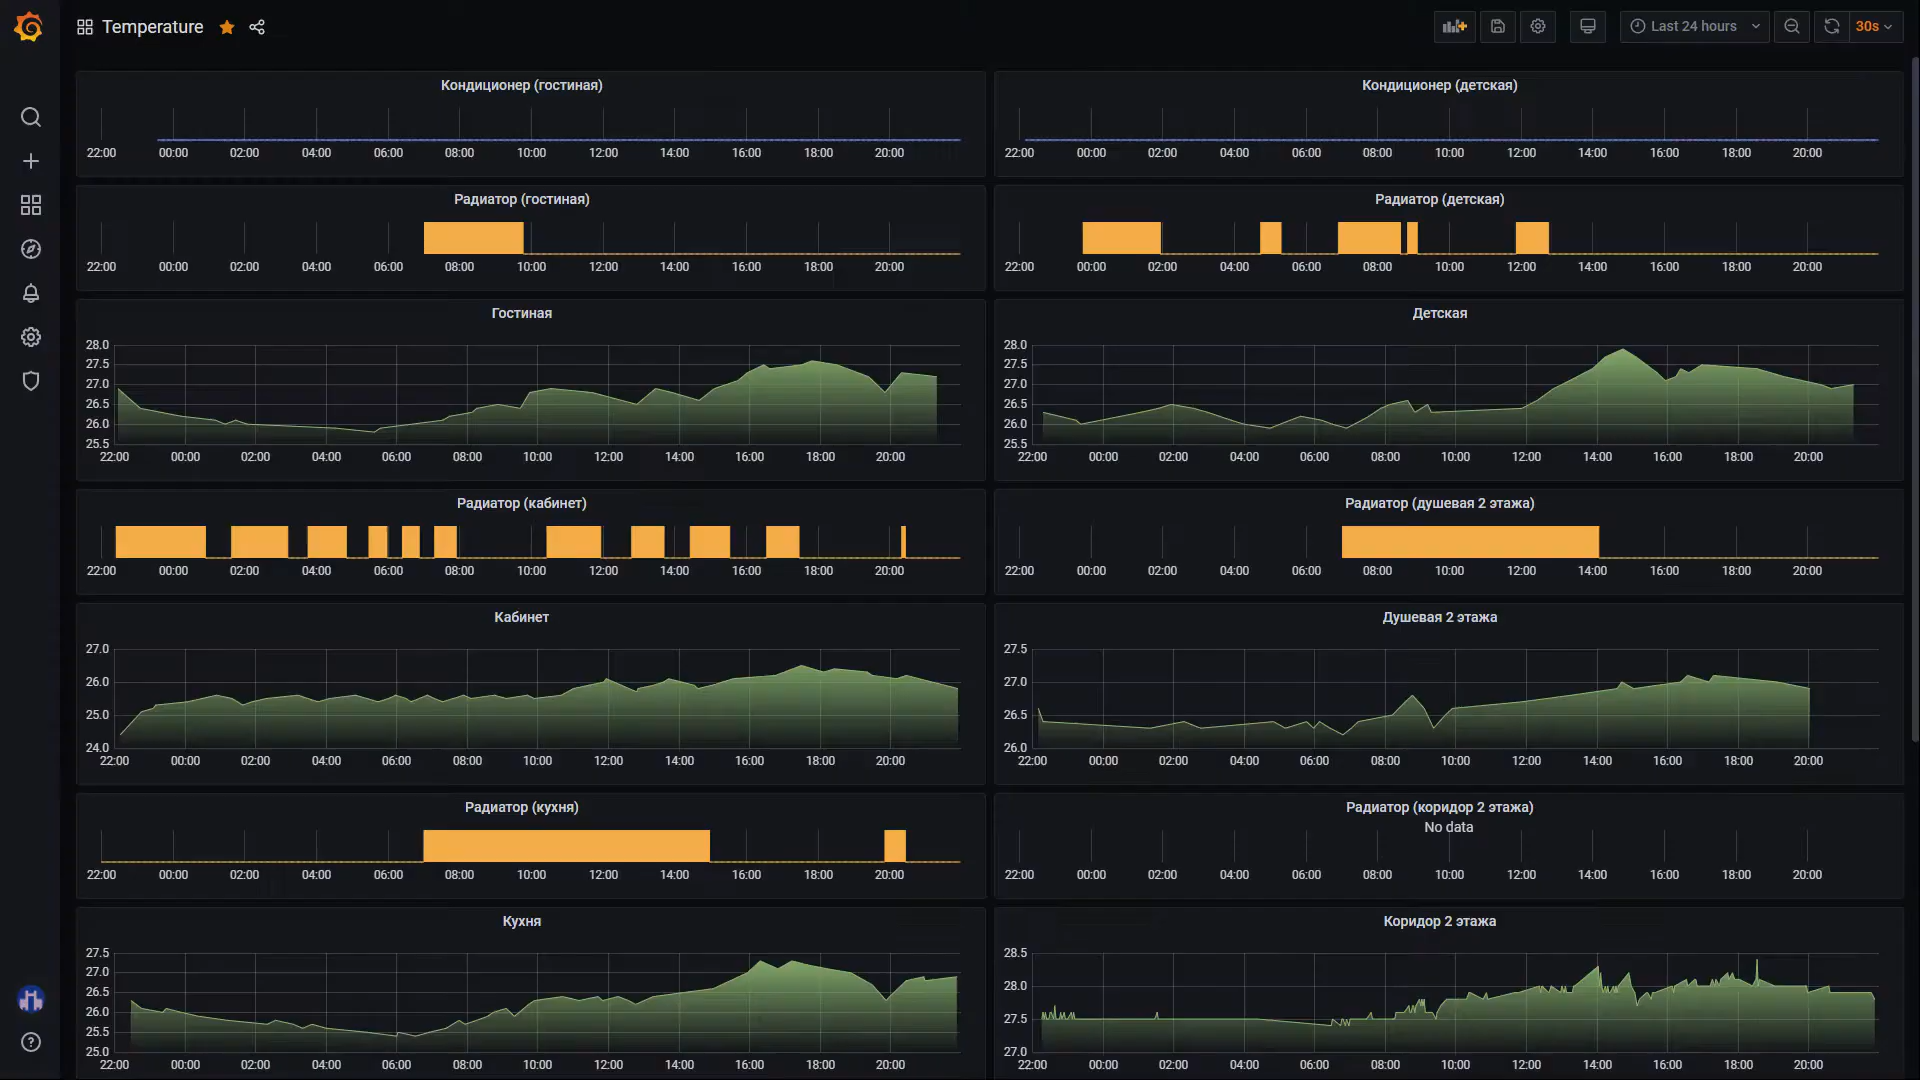 Temperature
Last 24 hours
30s
Кондиционер (гостиная)
22:00 00:00 02:00 04:00 06:00 08:00 10:00 12:00 14:00 16:00 18:00 20:00
Кондиционер (детская)
22:00 00:00 02:00 04:00 06:00 08:00 10:00 12:00 14:00 16:00 18:00 20:00
Радиатор (гостиная)
22:00 00:00 02:00 04:00 06:00 08:00 10:00 12:00 14:00 16:00 18:00 20:00
Радиатор (детская)
22:00 00:00 02:00 04:00 06:00 08:00 10:00 12:00 14:00 16:00 18:00 20:00
Гостиная
28.0
27.5
27.0
26.5
26.0
25.5
22:00 00:00 02:00 04:00 06:00 08:00 10:00 12:00 14:00 16:00 18:00 20:00
Детская
28.0
27.5
27.0
26.5
26.0
25.5
22:00 00:00 02:00 04:00 06:00 08:00 10:00 12:00 14:00 16:00 18:00 20:00
Радиатор (кабинет)
22:00 00:00 02:00 04:00 06:00 08:00 10:00 12:00 14:00 16:00 18:00 20:00
Радиатор (душевая 2 этажа)
22:00 00:00 02:00 04:00 06:00 08:00 10:00 12:00 14:00 16:00 18:00 20:00
Кабинет
27.0
26.0
25.0
24.0
22:00 00:00 02:00 04:00 06:00 08:00 10:00 12:00 14:00 16:00 18:00 20:00
Душевая 2 этажа
27.5
27.0
26.5
26.0
22:00 00:00 02:00 04:00 06:00 08:00 10:00 12:00 14:00 16:00 18:00 20:00
Радиатор (кухня)
22:00 00:00 02:00 04:00 06:00 08:00 10:00 12:00 14:00 16:00 18:00 20:00
Радиатор (коридор 2 этажа)
No data
22:00 00:00 02:00 04:00 06:00 08:00 10:00 12:00 14:00 16:00 18:00 20:00
Кухня
27.5
27.0
26.5
26.0
25.5
25.0
22:00 00:00 02:00 04:00 06:00 08:00 10:00 12:00 14:00 16:00 18:00 20:00
Коридор 2 этажа
28.5
28.0
27.5
27.0
22:00 00:00 02:00 04:00 06:00 08:00 10:00 12:00 14:00 16:00 18:00 20:00